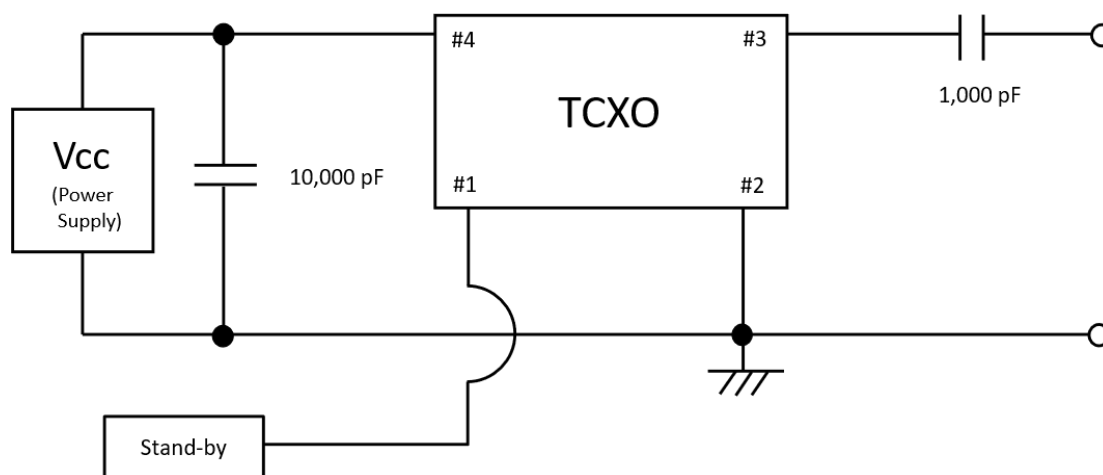 #4
#3
TCXO
1,000 pF
Vcc
(Power
Supply)
10,000 pF
#1
#2
Stand-by